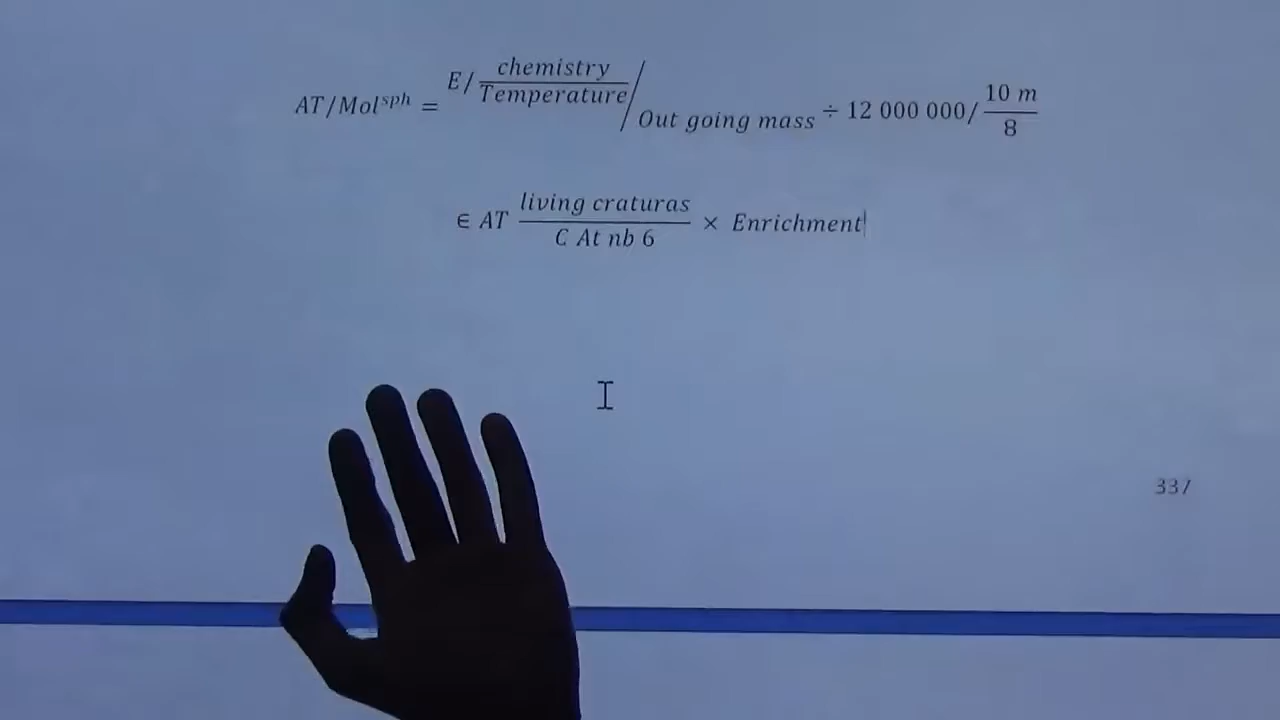 AT/Mol^sph = E/ chemistry/Temperature / Out going mass ÷ 12 000 000/ 10 m/8
∈ AT living craturas/C At nb 6 × Enrichment
337